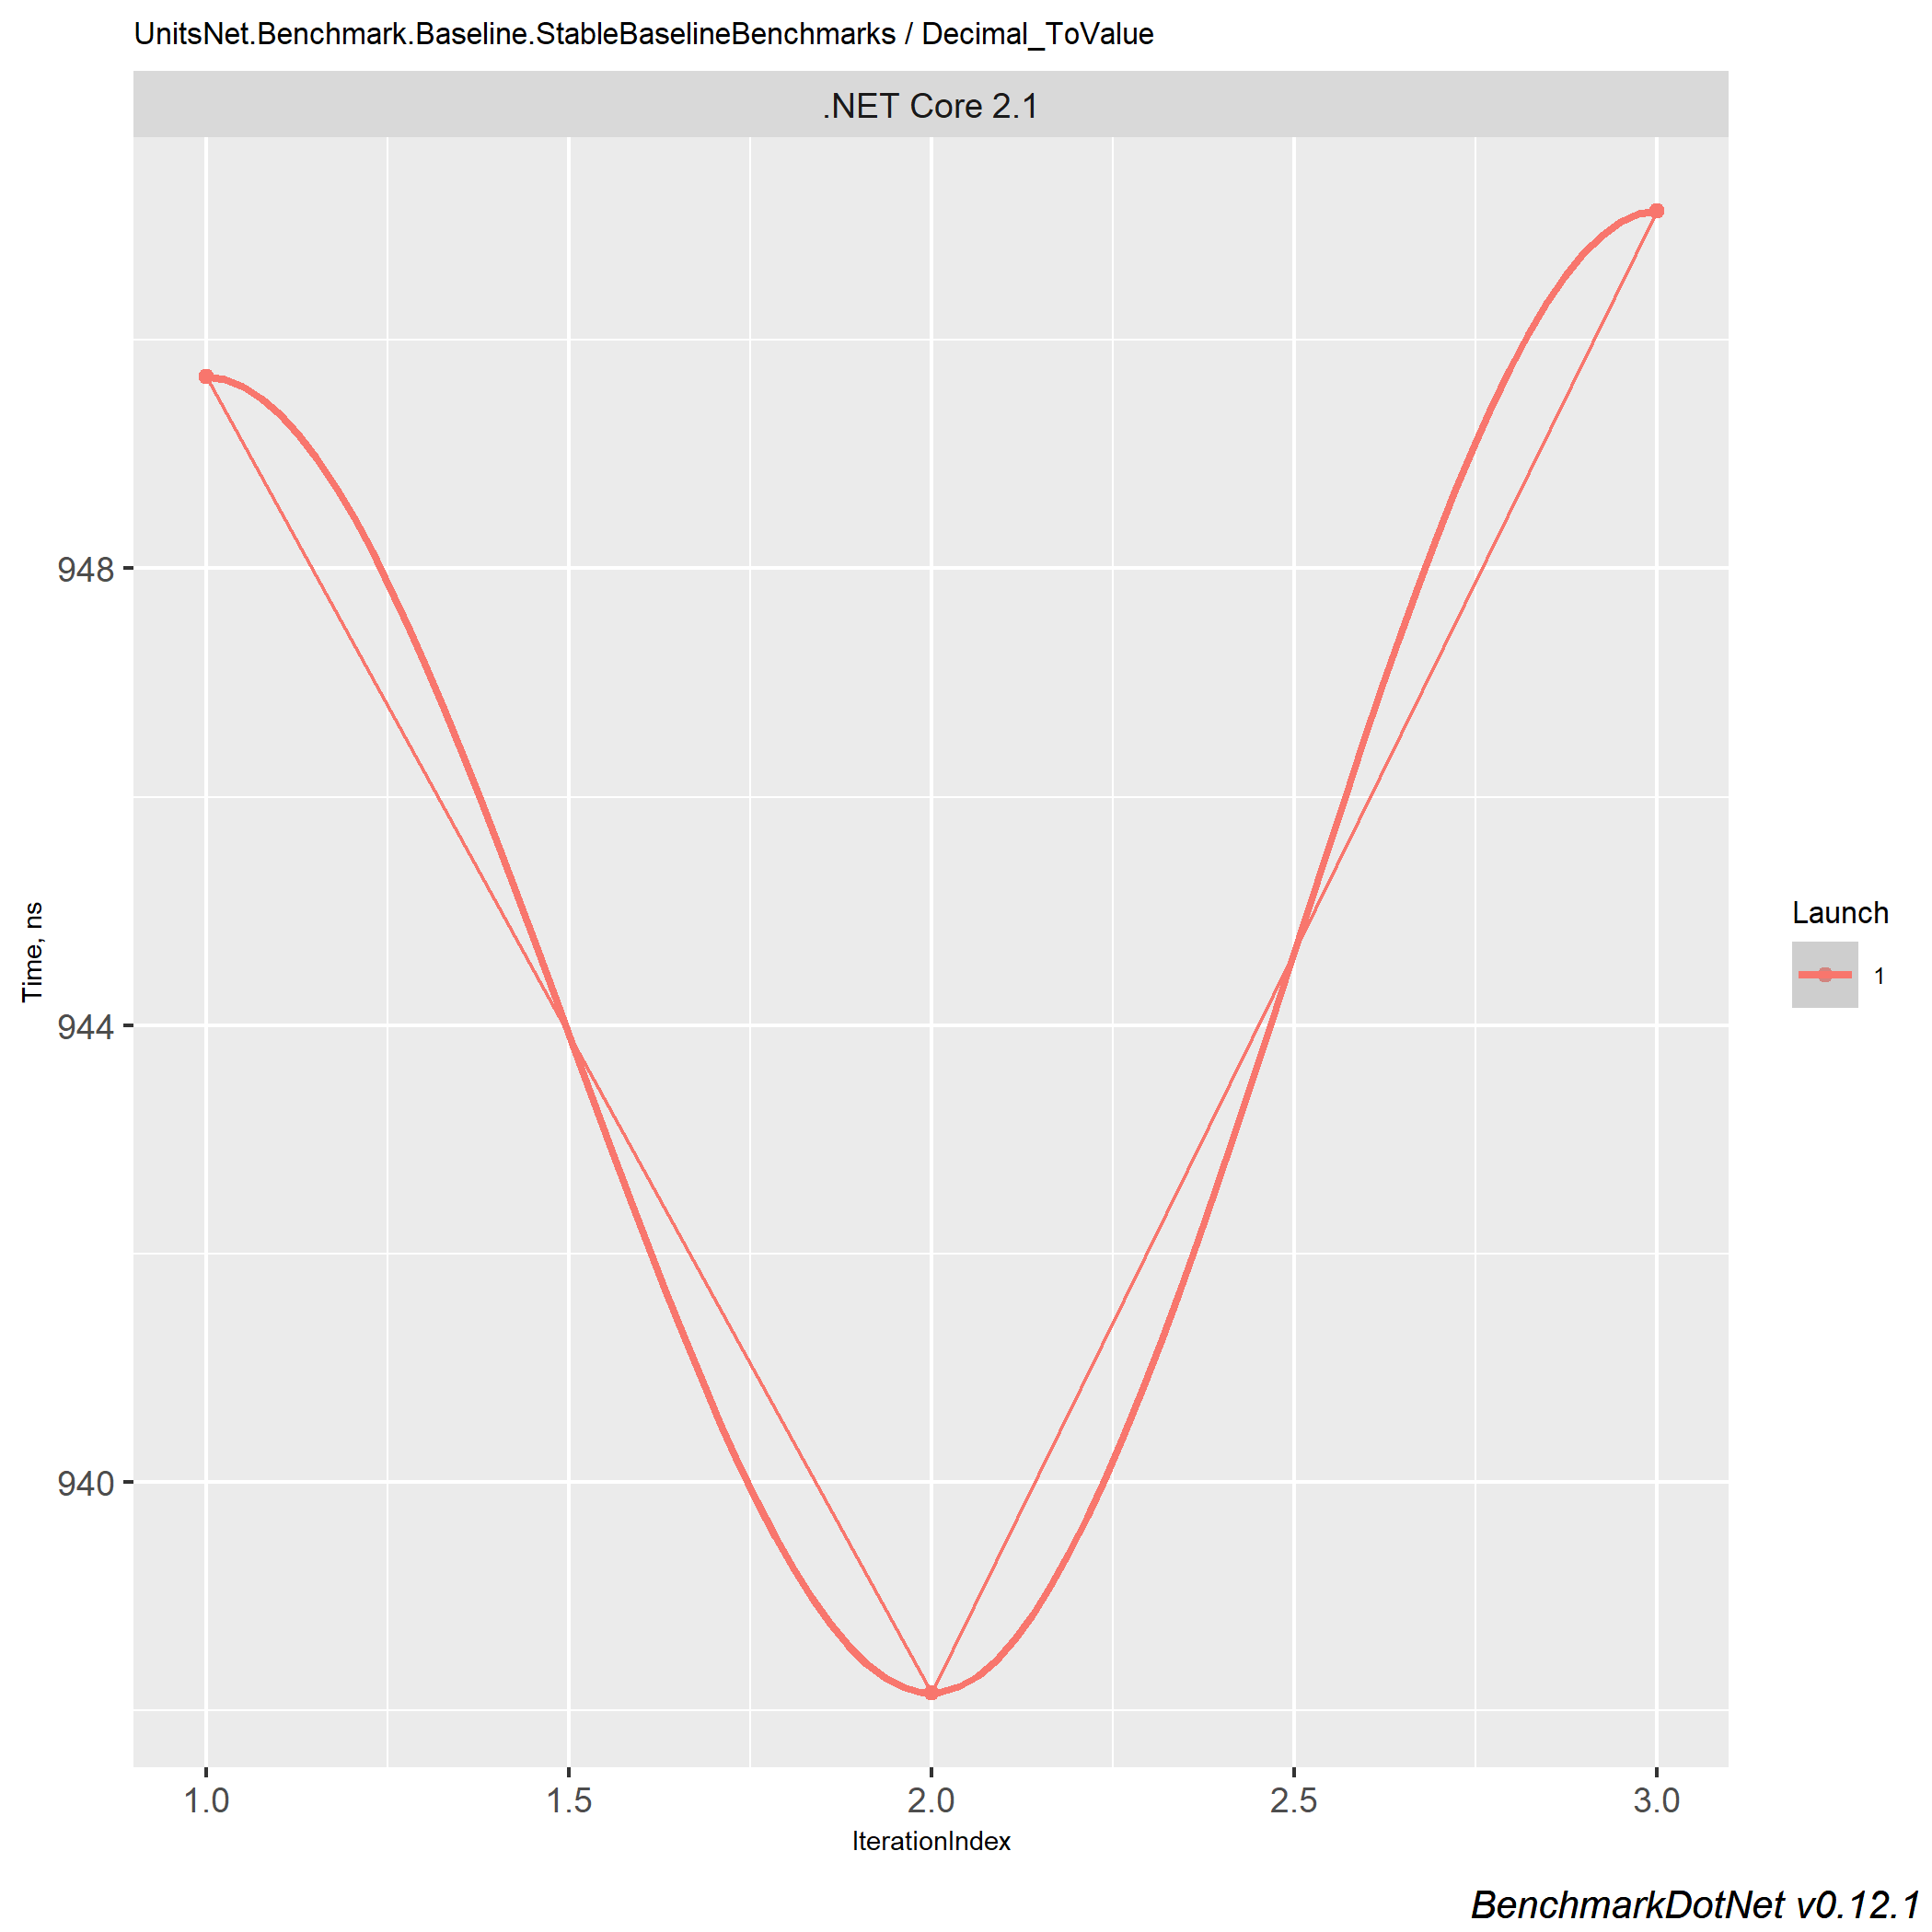 UnitsNet.Benchmark.Baseline.StableBaselineBenchmarks / Decimal_ToValue
.NET Core 2.1
948
944
940
Time, ns
1.0 1.5 2.0 2.5 3.0
IterationIndex
Launch
1
BenchmarkDotNet v0.12.1